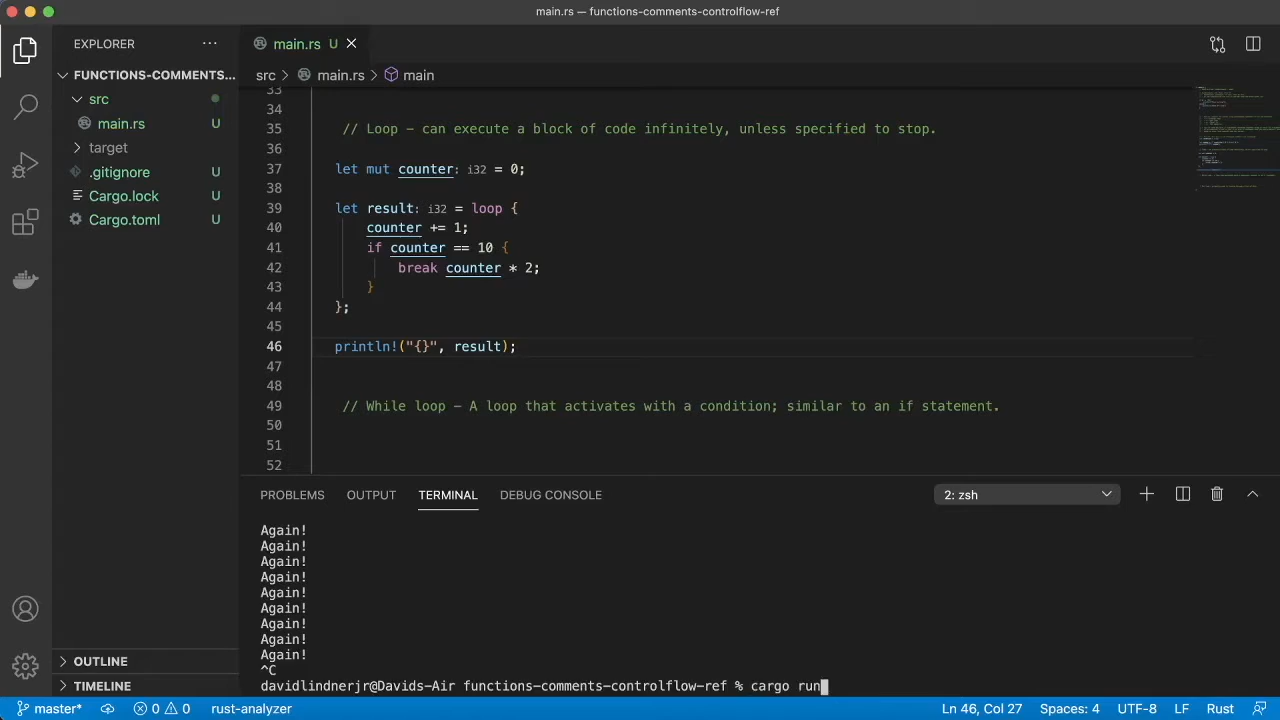 main.rs — functions-comments-controlflow-ref
EXPLORER
main.rs U
FUNCTIONS-COMMENTS...
src > main.rs > main
src
main.rs U
target
.gitignore U
Cargo.lock U
Cargo.toml U
33
34
35 // Loop – can execute a block of code infinitely, unless specified to stop.
36
37 let mut counter: i32 = 0;
38
39 let result: i32 = loop {
40 counter += 1;
41 if counter == 10 {
42 break counter * 2;
43 }
44 };
45
46 println!("{}", result);
47
48
49 // While loop – A loop that activates with a condition; similar to an if statement.
50
51
52
PROBLEMS OUTPUT TERMINAL DEBUG CONSOLE 2: zsh
Again!
Again!
Again!
Again!
Again!
Again!
Again!
Again!
Again!
^C
davidlindnerjr@Davids-Air functions-comments-controlflow-ref % cargo run
OUTLINE
TIMELINE
master* 0 0 rust-analyzer Ln 46, Col 27 Spaces: 4 UTF-8 LF Rust